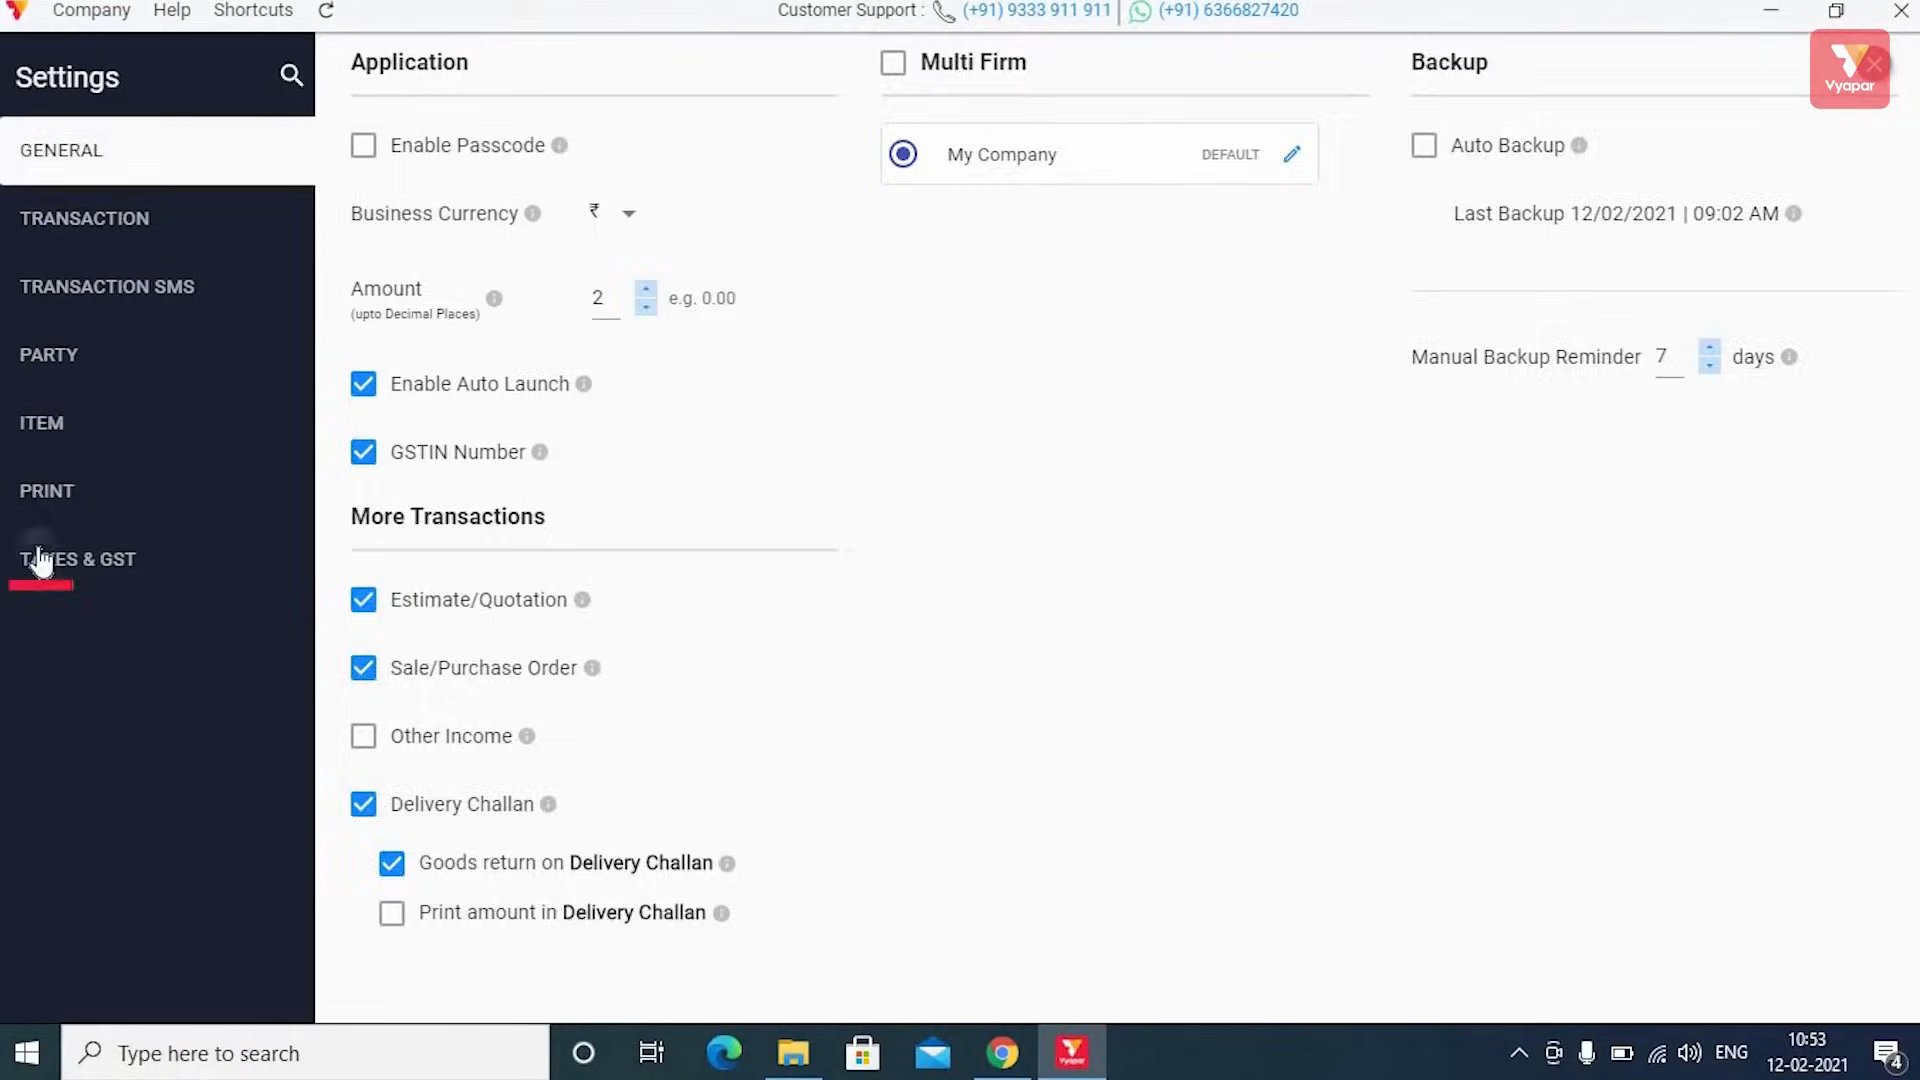 Company Help Shortcuts
Customer Support : (+91) 9333 911 911 | (+91) 6366827420
Vyapar
Settings
GENERAL
TRANSACTION
TRANSACTION SMS
PARTY
ITEM
PRINT
TAXES & GST
Application
Enable Passcode
Business Currency ₹
Amount
(upto Decimal Places)
2 e.g. 0.00
Enable Auto Launch
GSTIN Number
More Transactions
Estimate/Quotation
Sale/Purchase Order
Other Income
Delivery Challan
Goods return on Delivery Challan
Print amount in Delivery Challan
Multi Firm
My Company DEFAULT
Backup
Auto Backup
Last Backup 12/02/2021 | 09:02 AM
Manual Backup Reminder 7 days
Type here to search
Vyapar
ENG
10:53
12-02-2021
4